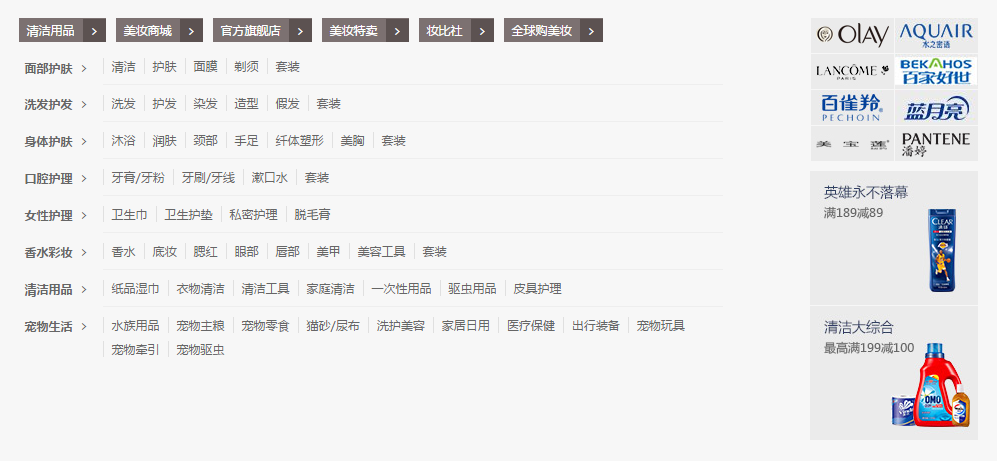 清洁用品 > 美妆商城 > 官方旗舰店 > 美妆特卖 > 妆比社 > 全球购美妆 >
面部护肤 > 清洁 护肤 面膜 剃须 套装
洗发护发 > 洗发 护发 染发 造型 假发 套装
身体护肤 > 沐浴 润肤 颈部 手足 纤体塑形 美胸 套装
口腔护理 > 牙膏/牙粉 牙刷/牙线 漱口水 套装
女性护理 > 卫生巾 卫生护垫 私密护理 脱毛膏
香水彩妆 > 香水 底妆 腮红 眼部 唇部 美甲 美容工具 套装
清洁用品 > 纸品湿巾 衣物清洁 清洁工具 家庭清洁 一次性用品 驱虫用品 皮具护理
宠物生活 > 水族用品 宠物主粮 宠物零食 猫砂/尿布 洗护美容 家居日用 医疗保健 出行装备 宠物玩具
宠物牵引 宠物驱虫
OLAY
AQUAIR
水之密语
LANCÔME
PARIS
BEKAHOS
百家好世
百雀羚
PECHOIN
蓝月亮
美宝莲
PANTENE
潘婷
英雄永不落幕
满189减89
CLEAR
清洁大综合
最高满199减100
OMO